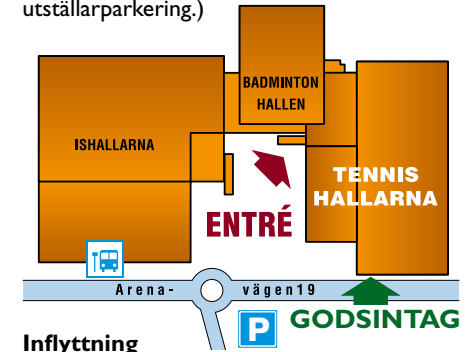 utställarparkering.)
BADMINTON
HALLEN
ISHALLARNA
TENNIS
HALLARNA
ENTRÉ
Arena- vägen19
P
GODSINTAG
Inflyttning